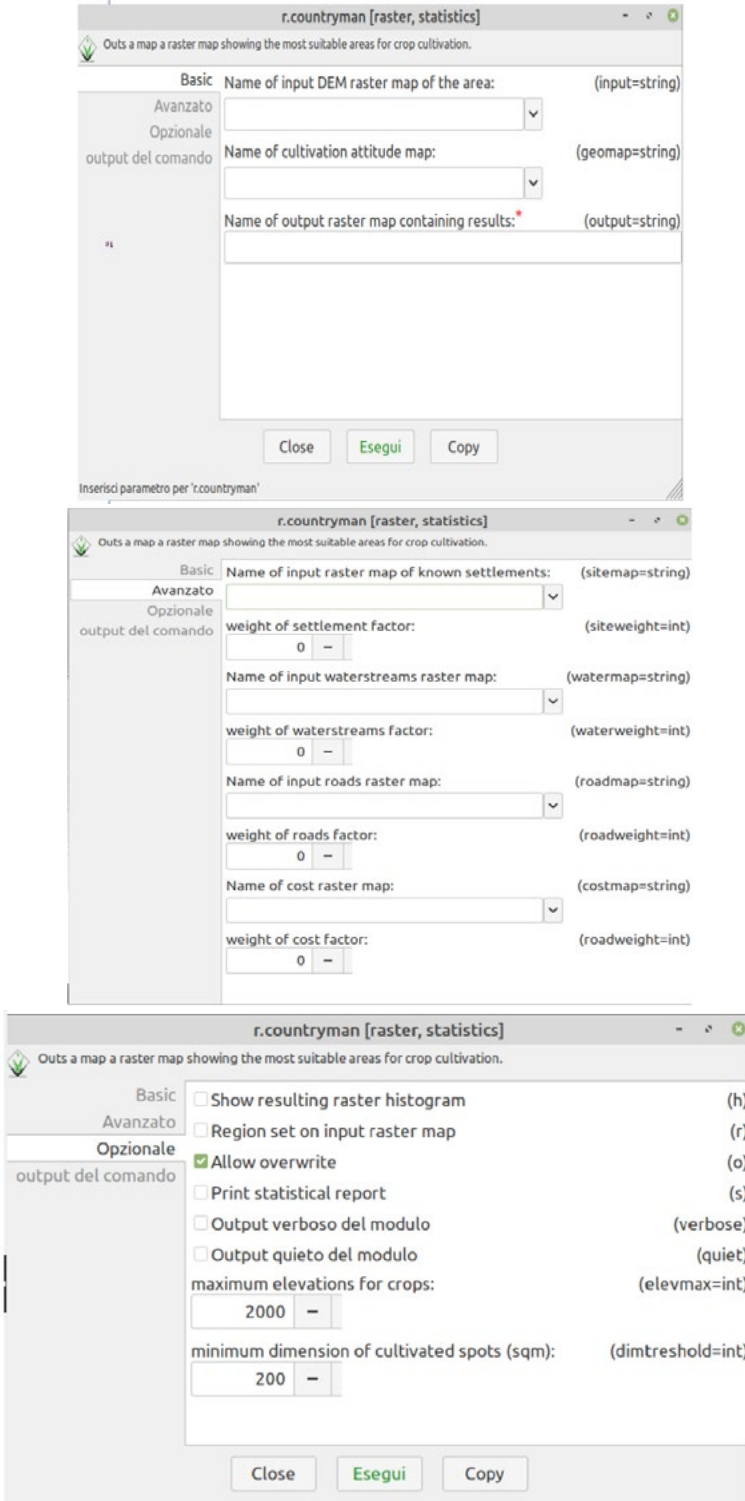 r.countryman [raster, statistics]
Outs a map a raster map showing the most suitable areas for crop cultivation.
Basic
Avanzato
Opzionale
output del comando
Name of input DEM raster map of the area: (input=string)
Name of cultivation attitude map: (geomap=string)
Name of output raster map containing results:* (output=string)
Close Esegui Copy
Inserisci parametro per 'r.countryman'
r.countryman [raster, statistics]
Outs a map a raster map showing the most suitable areas for crop cultivation.
Basic
Avanzato
Opzionale
output del comando
Name of input raster map of known settlements: (sitemap=string)
weight of settlement factor: (siteweight=int)
0 −
Name of input waterstreams raster map: (watermap=string)
weight of waterstreams factor: (waterweight=int)
0 −
Name of input roads raster map: (roadmap=string)
weight of roads factor: (roadweight=int)
0 −
Name of cost raster map: (costmap=string)
weight of cost factor: (roadweight=int)
0 −
r.countryman [raster, statistics]
Outs a map a raster map showing the most suitable areas for crop cultivation.
Basic
Avanzato
Opzionale
output del comando
Show resulting raster histogram (h)
Region set on input raster map (r)
Allow overwrite (o)
Print statistical report (s)
Output verboso del modulo (verbose)
Output quieto del modulo (quiet)
maximum elevations for crops: (elevmax=int)
2000 −
minimum dimension of cultivated spots (sqm): (dimtreshold=int)
200 −
Close Esegui Copy